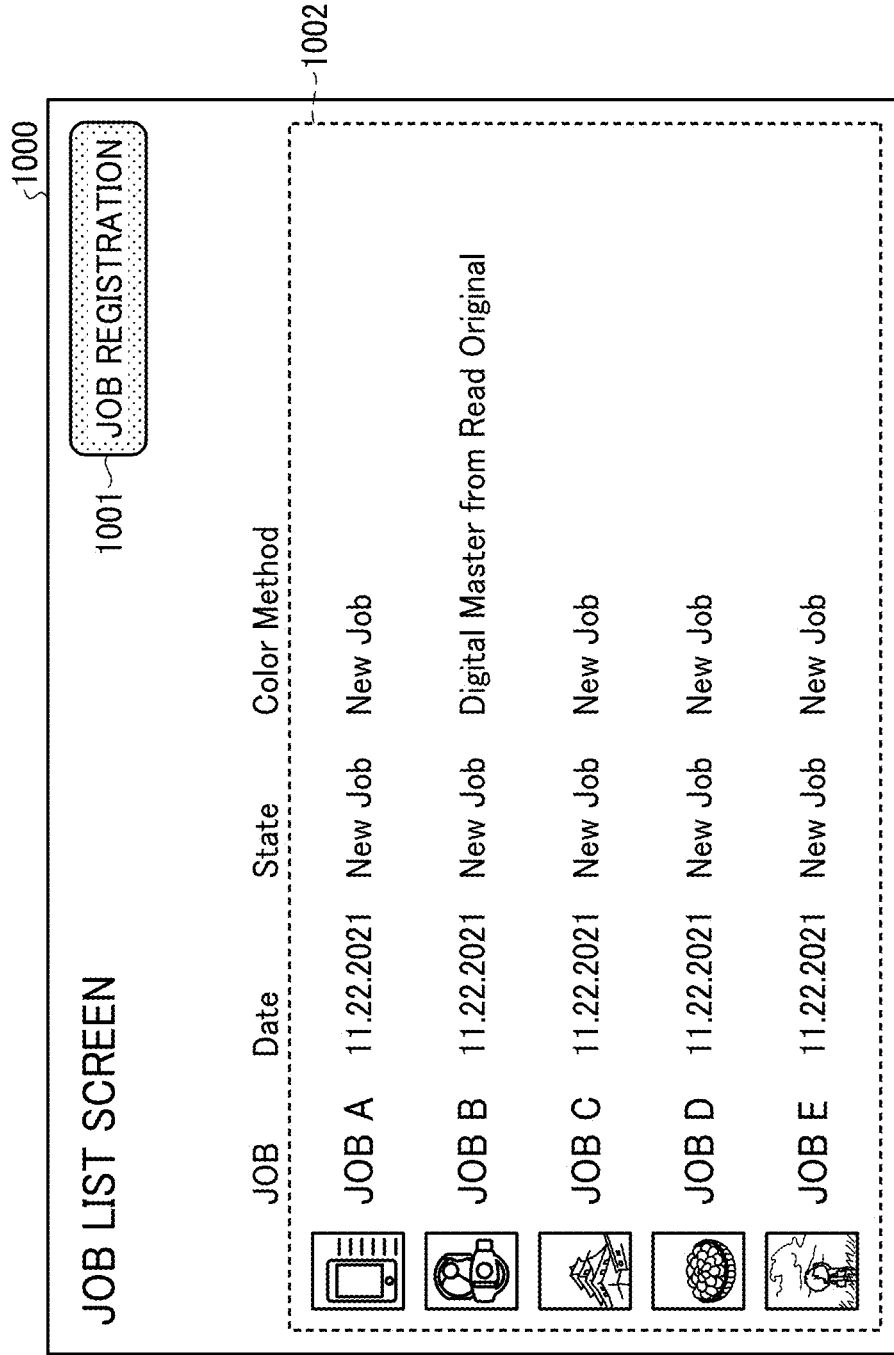 1000
JOB LIST SCREEN
1001 JOB REGISTRATION
JOB Date State Color Method
1002
JOB A 11.22.2021 New Job New Job
JOB B 11.22.2021 New Job Digital Master from Read Original
JOB C 11.22.2021 New Job New Job
JOB D 11.22.2021 New Job New Job
JOB E 11.22.2021 New Job New Job